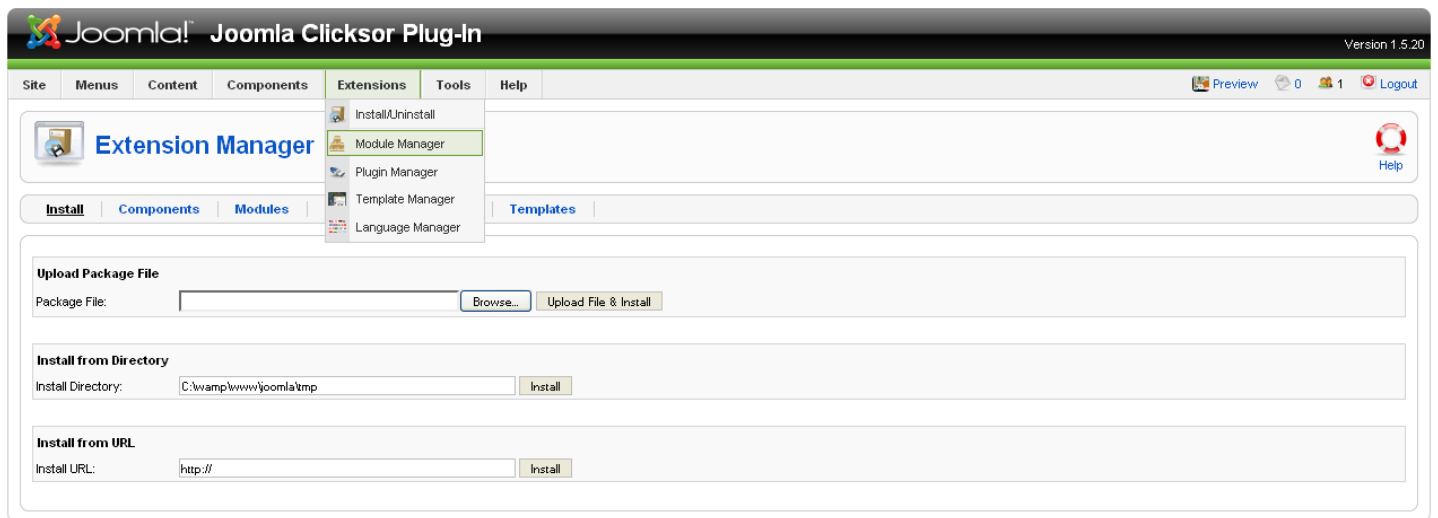 Joomla! Joomla Clicksor Plug-In
Version 1.5.20
Site Menus Content Components Extensions Tools Help Preview 0 1 Logout
Install/Uninstall
Extension Manager
Module Manager
Help
Plugin Manager
Template Manager
Install Components Modules Templates
Language Manager
Upload Package File
Package File: Browse... Upload File & Install
Install from Directory
Install Directory: C:\wamp\www\joomla\tmp Install
Install from URL
Install URL: http:// Install